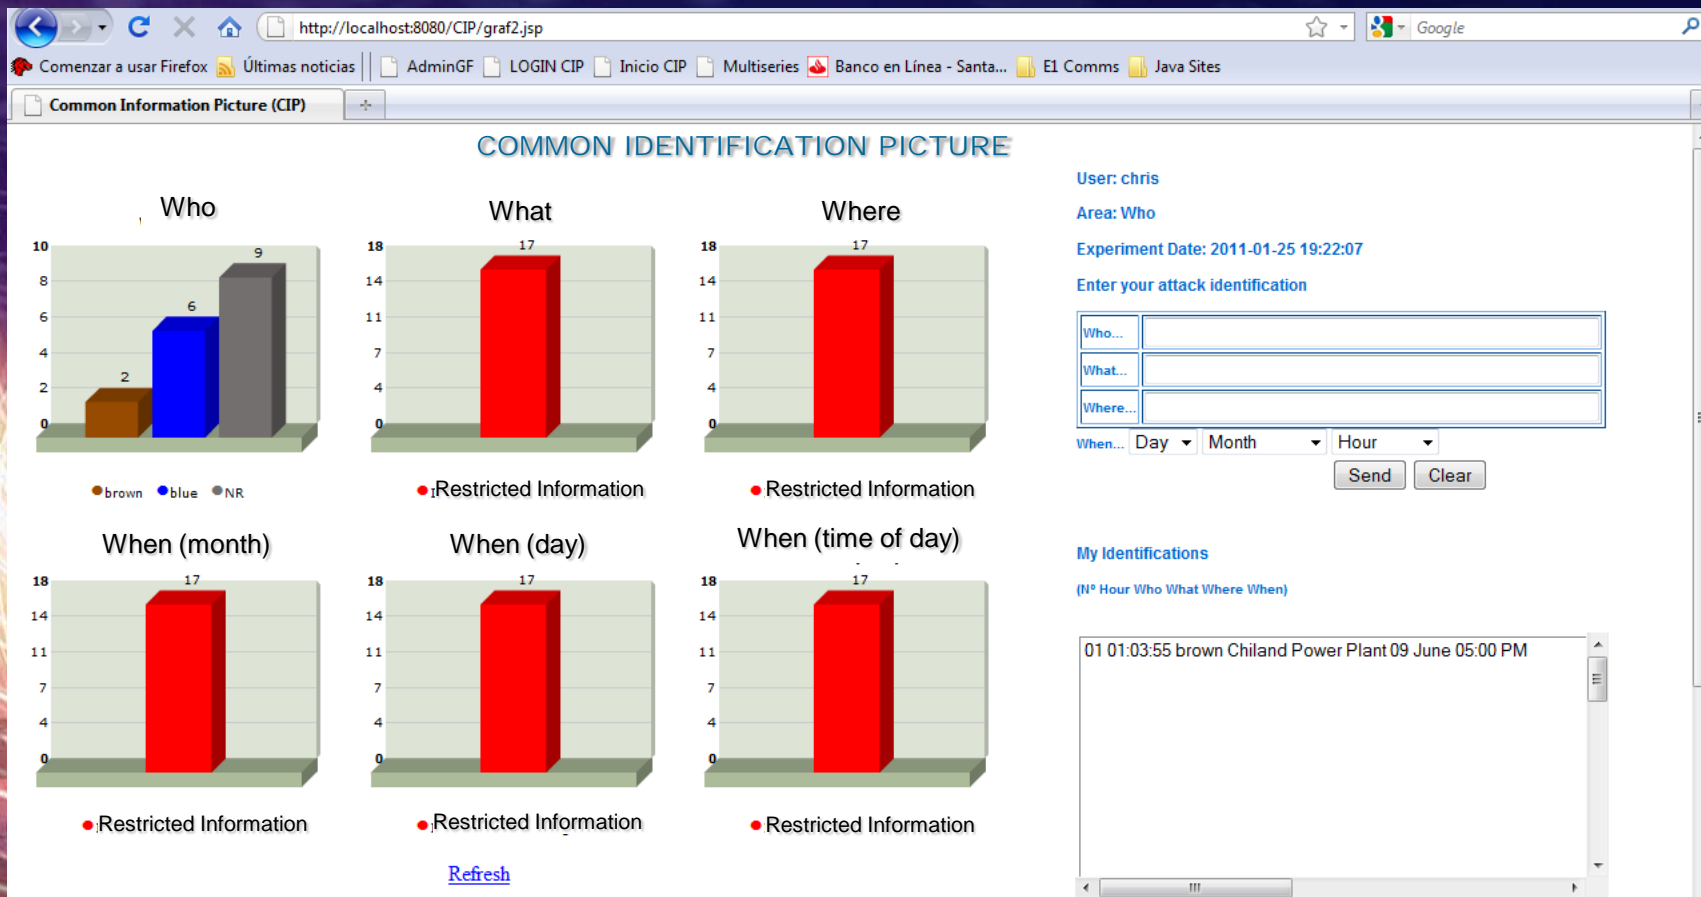 http://localhost:8080/CIP/graf2.jsp
Google
Comenzar a usar Firefox
Últimas noticias
AdminGF
LOGIN CIP
Inicio CIP
Multiseries
Banco en Línea - Santa...
E1 Comms
Java Sites
Common Information Picture (CIP)
COMMON IDENTIFICATION PICTURE
Who
10
8
6
4
2
0
2
6
9
brown
blue
NR
What
18
14
11
7
4
0
17
Restricted Information
Where
18
14
11
7
4
0
17
Restricted Information
When (month)
18
14
11
7
4
0
17
Restricted Information
When (day)
18
14
11
7
4
0
17
Restricted Information
When (time of day)
18
14
11
7
4
0
17
Restricted Information
Refresh
User: chris
Area: Who
Experiment Date: 2011-01-25 19:22:07
Enter your attack identification
Who...
What...
Where...
When... Day Month Hour
Send Clear
My Identifications
(Nº Hour Who What Where When)
01 01:03:55 brown Chiland Power Plant 09 June 05:00 PM